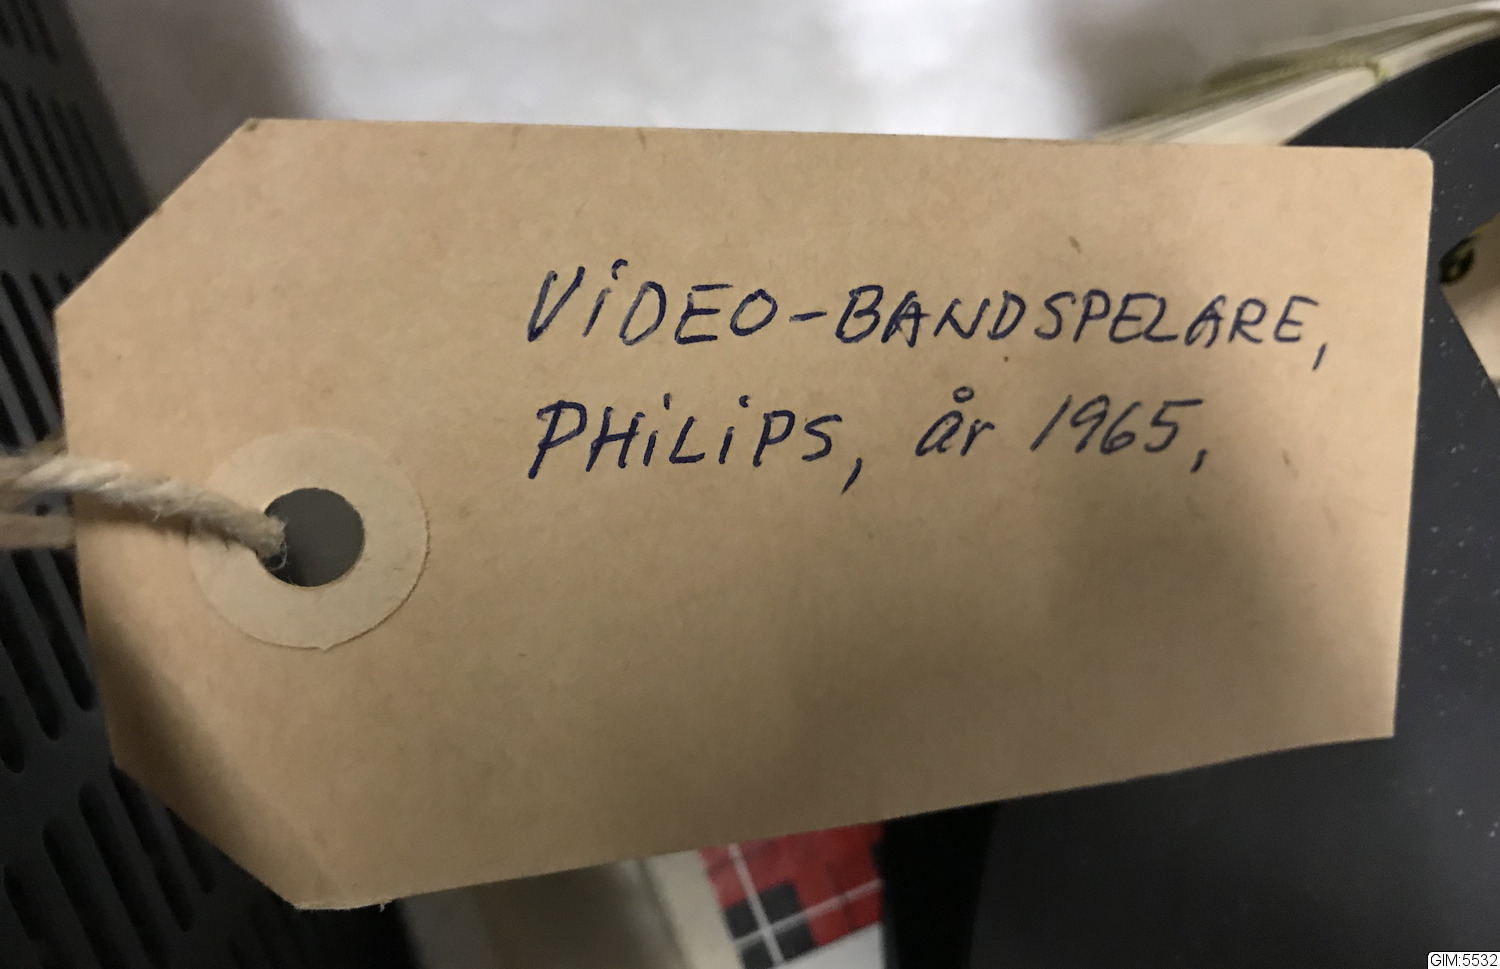 ViDEO-BANDSPELARE,
PHiLiPS, år 1965,
GIM:5532